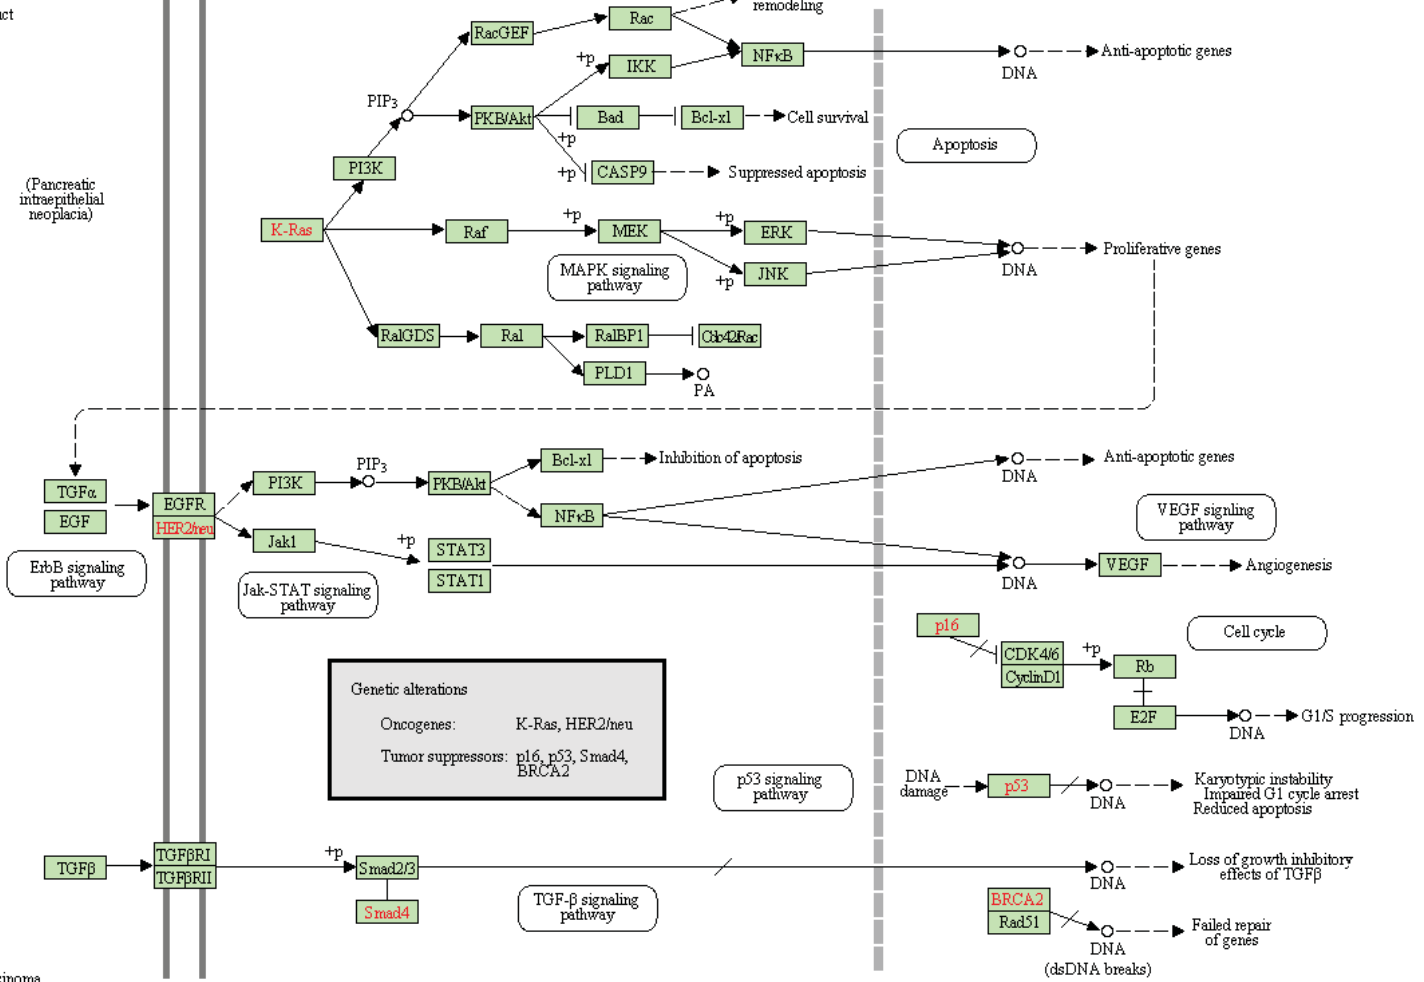 uct
remodeling
Rac
RacGEF
NFκB
DNA
Anti-apoptotic genes
+p
IKK
PIP3
PKB/Akt
Bad
Bcl-xl
Cell survival
+p
Apoptosis
PI3K
+p
CASP9
Suppressed apoptosis
(Pancreatic
intraepithelial
neoplacia)
K-Ras
Raf
+p
MEK
+p
ERK
DNA
Proliferative genes
MAPK signaling
pathway
+p
JNK
RalGDS
Ral
RalBP1
Cdc42/Rac
PLD1
PA
TGFα
EGF
EGFR
HER2/neu
PI3K
PIP3
PKB/Akt
Bcl-xl
Inhibition of apoptosis
NFκB
DNA
Anti-apoptotic genes
VEGF signling
pathway
Jak1
+p
STAT3
STAT1
DNA
VEGF
Angiogenesis
ErbB signaling
pathway
Jak-STAT signaling
pathway
p16
CDK4/6
CyclinD1
+p
Rb
Cell cycle
E2F
DNA
G1/S progression
Genetic alterations
Oncogenes: K-Ras, HER2/neu
Tumor suppressors: p16, p53, Smad4,
BRCA2
p53 signaling
pathway
DNA
damage
p53
DNA
Karyotypic instability
Impaired G1 cycle arrest
Reduced apoptosis
TGFβ
TGFβRI
TGFβRII
+p
Smad2/3
Smad4
TGF-β signaling
pathway
DNA
Loss of growth inhibitory
effects of TGFβ
BRCA2
Rad51
DNA
(dsDNA breaks)
Failed repair
of genes
cinoma